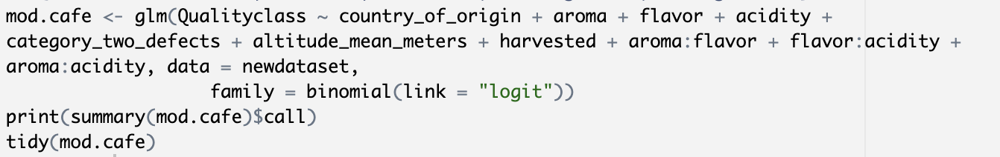 mod.cafe <- glm(Qualityclass ~ country_of_origin + aroma + flavor + acidity +
category_two_defects + altitude_mean_meters + harvested + aroma:flavor + flavor:acidity +
aroma:acidity, data = newdataset,
family = binomial(link = "logit"))
print(summary(mod.cafe)$call)
tidy(mod.cafe)